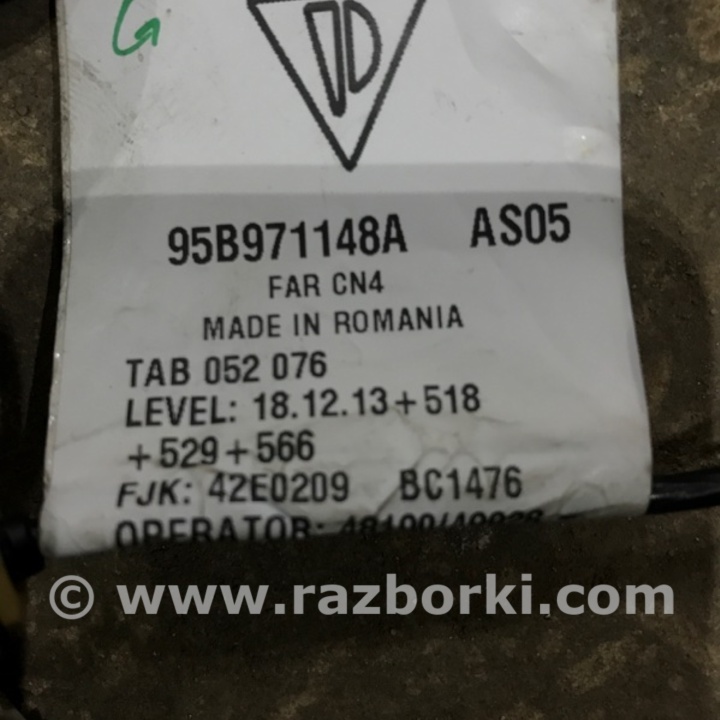 G
95B971148A AS05
FAR CN4
MADE IN ROMANIA
TAB 052 076
LEVEL: 18.12.13+518
+529+566
FJK: 42E0209 BC1476
OPERATOR:
© www.razborki.com